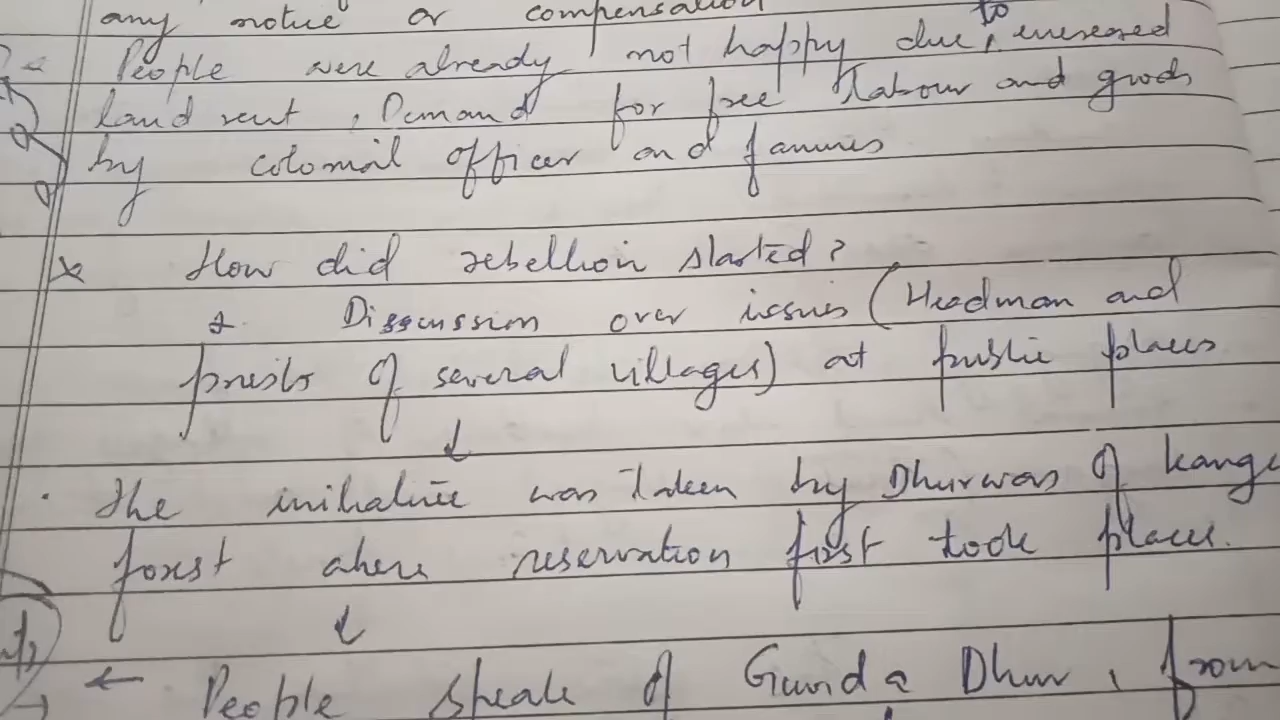 any notice or compensation
People were already not happy due to increased
land rent, Demand for free labour and goods
by colonial officer and famines
How did rebellion started?
Discussion over issues (Headman and
priests of several villages) at public places
↓
The initiative was taken by Dhurwas of kange
forest where reservation first took places.
↓
← People speak of Gunda Dhur, from